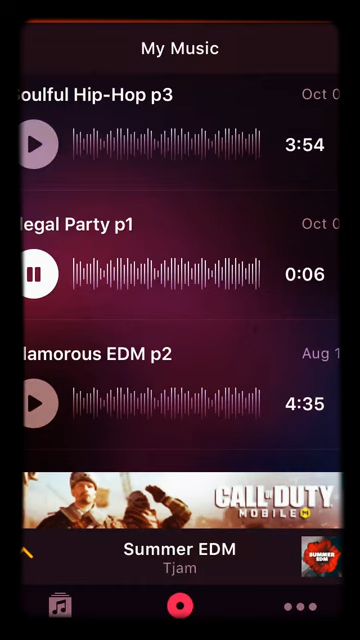 My Music
oulful Hip-Hop p3
Oct 0
3:54
legal Party p1
Oct 0
0:06
lamorous EDM p2
Aug 1
4:35
CALL OF DUTY
MOBILE
Summer EDM
Tjam
SUMMER
EDM